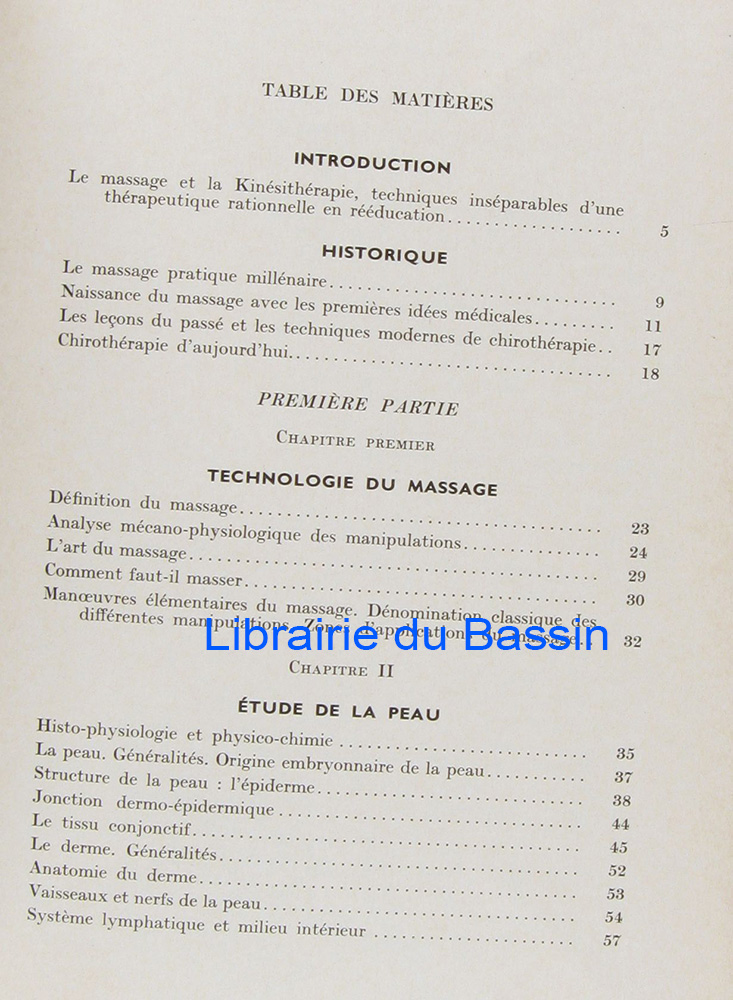 TABLE DES MATIÈRES
INTRODUCTION
Le massage et la Kinésithérapie, techniques inséparables d'une
thérapeutique rationnelle en rééducation.................. 5
HISTORIQUE
Le massage pratique millénaire............................. 9
Naissance du massage avec les premières idées médicales......... 11
Les leçons du passé et les techniques modernes de chirothérapie.. 17
Chirothérapie d'aujourd'hui................................. 18
PREMIÈRE PARTIE
CHAPITRE PREMIER
TECHNOLOGIE DU MASSAGE
Définition du massage..................................... 23
Analyse mécano-physiologique des manipulations.............. 24
L'art du massage.......................................... 29
Comment faut-il masser.................................... 30
Manœuvres élémentaires du massage. Dénomination classique des
différentes manipulations. Zones d'application du massage.. 32
Librairie du Bassin
CHAPITRE II
ÉTUDE DE LA PEAU
Histo-physiologie et physico-chimie ......................... 35
La peau. Généralités. Origine embryonnaire de la peau.......... 37
Structure de la peau : l'épiderme........................... 38
Jonction dermo-épidermique............................... 44
Le tissu conjonctif....................................... 45
Le derme. Généralités.................................... 52
Anatomie du derme...................................... 53
Vaisseaux et nerfs de la peau............................... 54
Système lymphatique et milieu intérieur ..................... 57